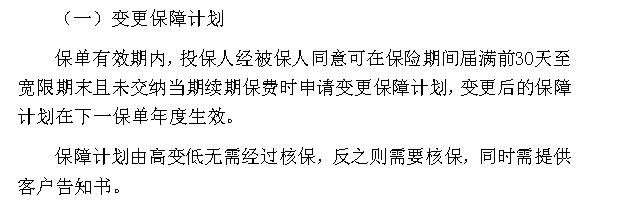 （一）变更保障计划
保单有效期内，投保人经被保人同意可在保险期间届满前30天至
宽限期末且未交纳当期续期保费时申请变更保障计划，变更后的保障
计划在下一保单年度生效。
保障计划由高变低无需经过核保，反之则需要核保，同时需提供
客户告知书。